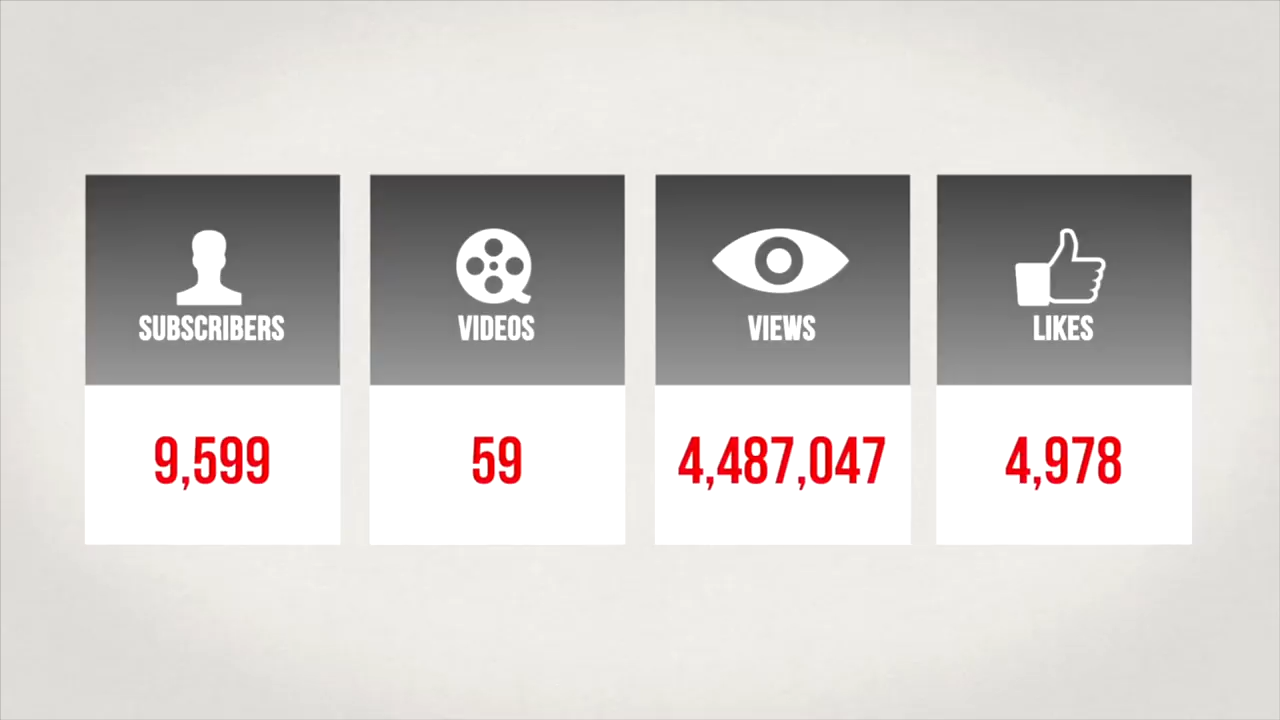 SUBSCRIBERS
VIDEOS
VIEWS
LIKES
9,599
59
4,487,047
4,978